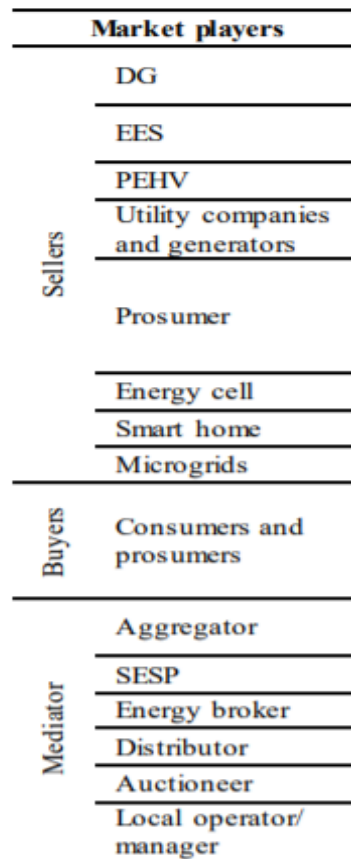 Market players
Sellers
DG
EES
PEHV
Utility companies
and generators
Prosumer
Energy cell
Smart home
Microgrids
Buyers
Consumers and
prosumers
Mediator
Aggregator
SESP
Energy broker
Distributor
Auctioneer
Local operator/
manager